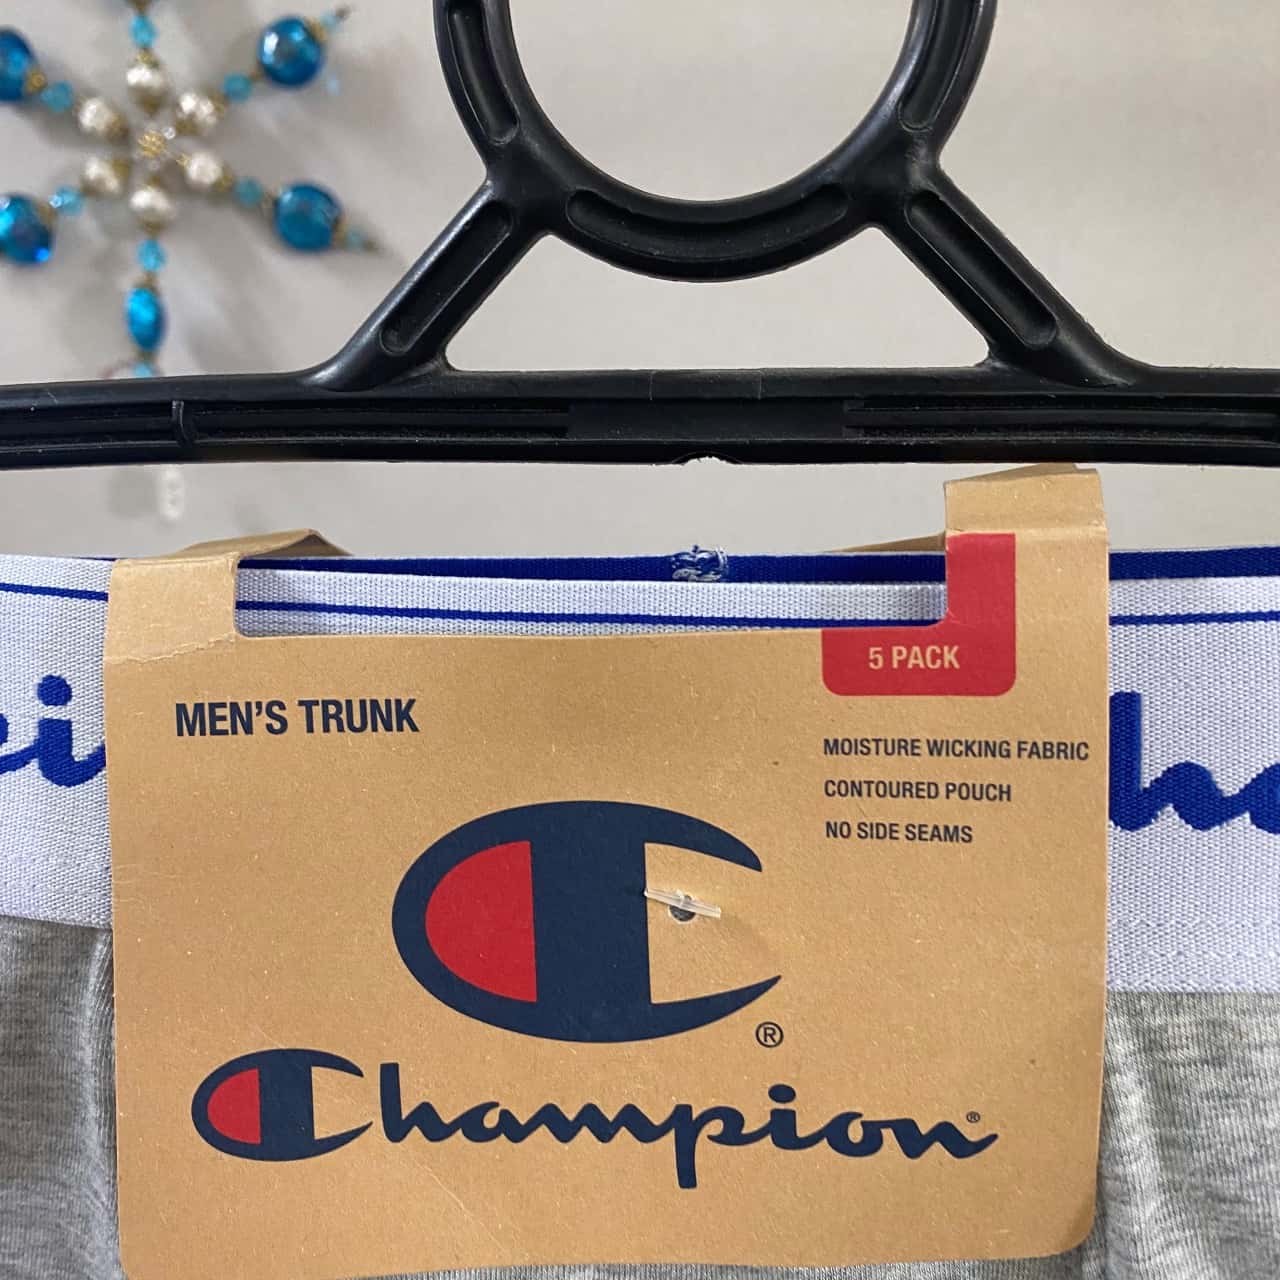 5 PACK
MEN'S TRUNK
MOISTURE WICKING FABRIC
CONTOURED POUCH
NO SIDE SEAMS
®
Champion®